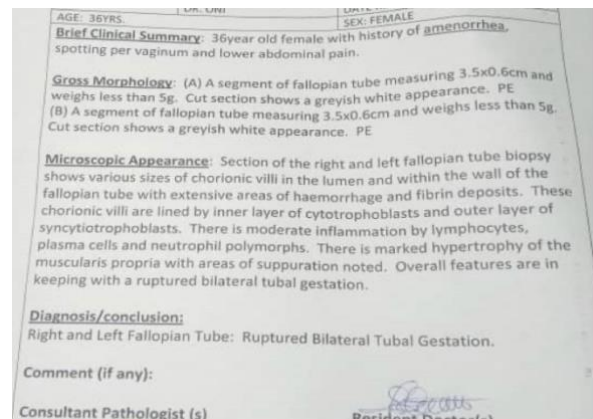 DR. UNI
AGE: 36YRS.
SEX: FEMALE
Brief Clinical Summary: 36year old female with history of amenorrhea,
spotting per vaginum and lower abdominal pain.
Gross Morphology: (A) A segment of fallopian tube measuring 3.5x0.6cm and
weighs less than 5g. Cut section shows a greyish white appearance. PE
(B) A segment of fallopian tube measuring 3.5x0.6cm and weighs less than 5g.
Cut section shows a greyish white appearance. PE
Microscopic Appearance: Section of the right and left fallopian tube biopsy
shows various sizes of chorionic villi in the lumen and within the wall of the
fallopian tube with extensive areas of haemorrhage and fibrin deposits. These
chorionic villi are lined by inner layer of cytotrophoblasts and outer layer of
syncytiotrophoblasts. There is moderate inflammation by lymphocytes,
plasma cells and neutrophil polymorphs. There is marked hypertrophy of the
muscularis propria with areas of suppuration noted. Overall features are in
keeping with a ruptured bilateral tubal gestation.
Diagnosis/conclusion:
Right and Left Fallopian Tube: Ruptured Bilateral Tubal Gestation.
Comment (if any):
Consultant Pathologist (s)
Resident Doctor(s)